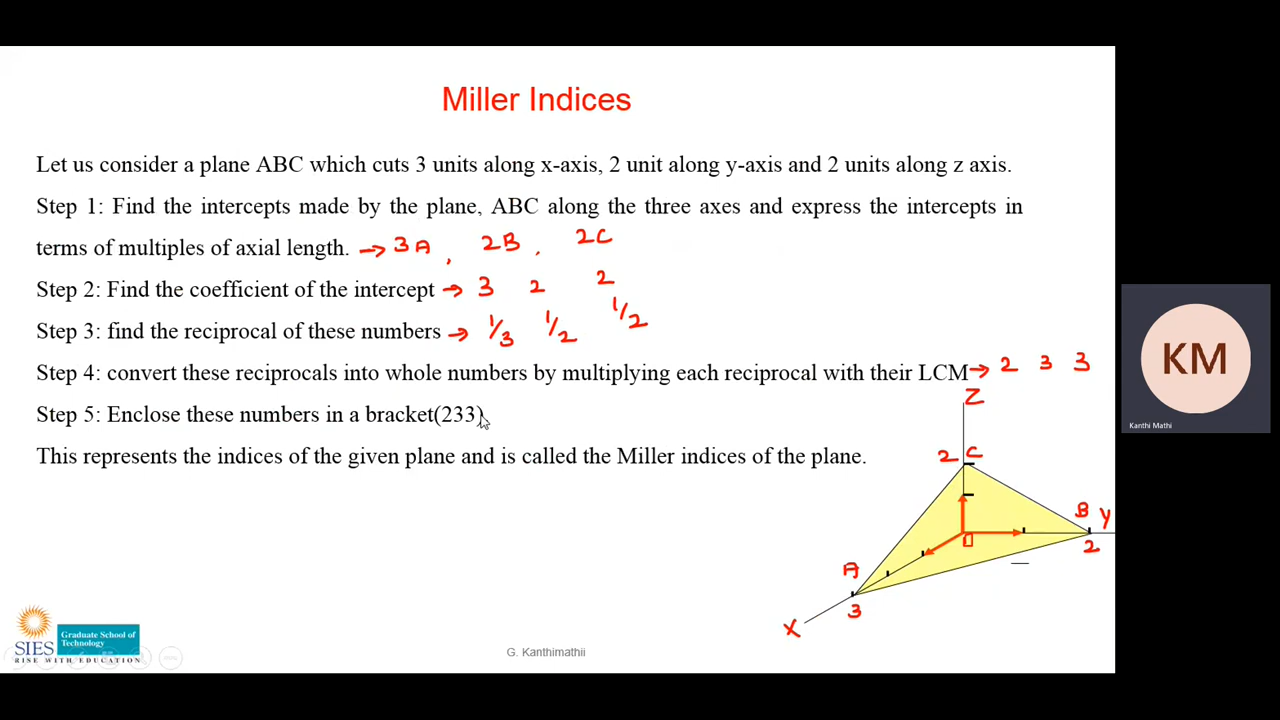 Miller Indices
Let us consider a plane ABC which cuts 3 units along x-axis, 2 unit along y-axis and 2 units along z axis.
Step 1: Find the intercepts made by the plane, ABC along the three axes and express the intercepts in
terms of multiples of axial length. → 3A , 2B , 2C
Step 2: Find the coefficient of the intercept → 3 2 2
Step 3: find the reciprocal of these numbers → 1/3 1/2 1/2
Step 4: convert these reciprocals into whole numbers by multiplying each reciprocal with their LCM → 2 3 3
Step 5: Enclose these numbers in a bracket(233)
This represents the indices of the given plane and is called the Miller indices of the plane.
Z
2 C
B Y
2
O
A
3
X
KM
Kanthi Mathi
SIES Graduate School of
Technology
RISE WITH EDUCATION
G. Kanthimathii